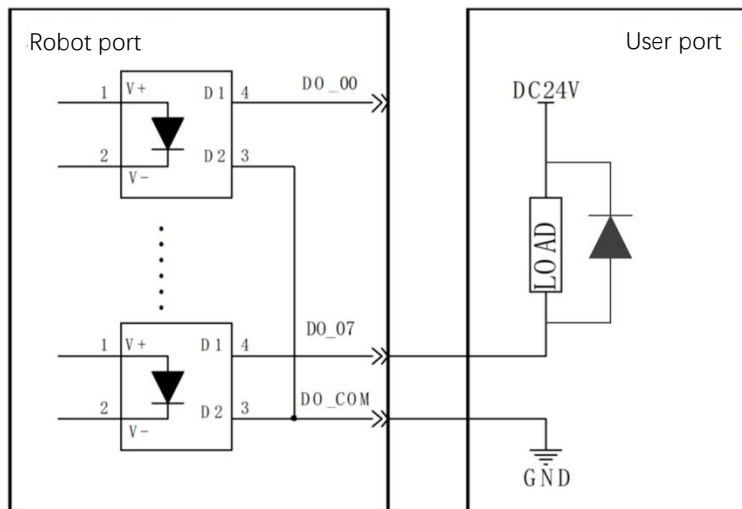 Robot port
User port
DO_00
1 V+ D1 4
DC24V
2 V- D2 3
LOAD
DO_07
1 V+ D1 4
DO_COM
2 V- D2 3
GND